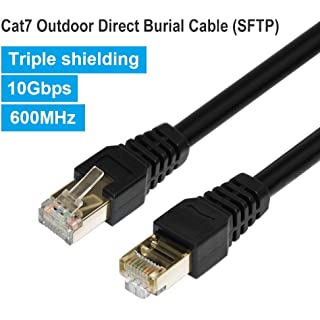 Cat7 Outdoor Direct Burial Cable (SFTP)
Triple shielding
10Gbps
600MHz